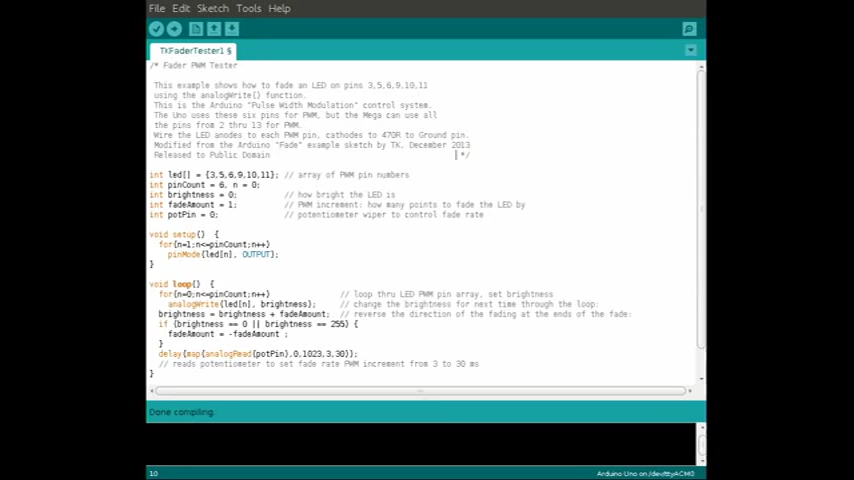 File Edit Sketch Tools Help
TKFaderTester1 §
/* Fader PWM Tester
This example shows how to fade an LED on pins 3,5,6,9,10,11
using the analogWrite() function.
This is the Arduino "Pulse Width Modulation" control system.
The Uno uses these six pins for PWM, but the Mega can use all
the pins from 2 thru 13 for PWM.
Wire the LED anodes to each PWM pin, cathodes to 470R to Ground pin.
Modified from the Arduino "Fade" example sketch by TK, December 2013
Released to Public Domain */
int led[] = {3,5,6,9,10,11}; // array of PWM pin numbers
int pinCount = 6, n = 0;
int brightness = 0; // how bright the LED is
int fadeAmount = 1; // PWM increment: how many points to fade the LED by
int potPin = 0; // potentiometer wiper to control fade rate
void setup() {
for(n=1;n<=pinCount;n++)
pinMode(led[n], OUTPUT);
}
void loop() {
for(n=0;n<=pinCount;n++) // loop thru LED PWM pin array, set brightness
analogWrite(led[n], brightness); // change the brightness for next time through the loop:
brightness = brightness + fadeAmount; // reverse the direction of the fading at the ends of the fade:
if (brightness == 0 || brightness == 255) {
fadeAmount = -fadeAmount ;
}
delay(map(analogRead(potPin),0,1023,3,30));
// reads potentiometer to set fade rate PWM increment from 3 to 30 ms
}
Done compiling.
10 Arduino Uno on /dev/ttyACM0